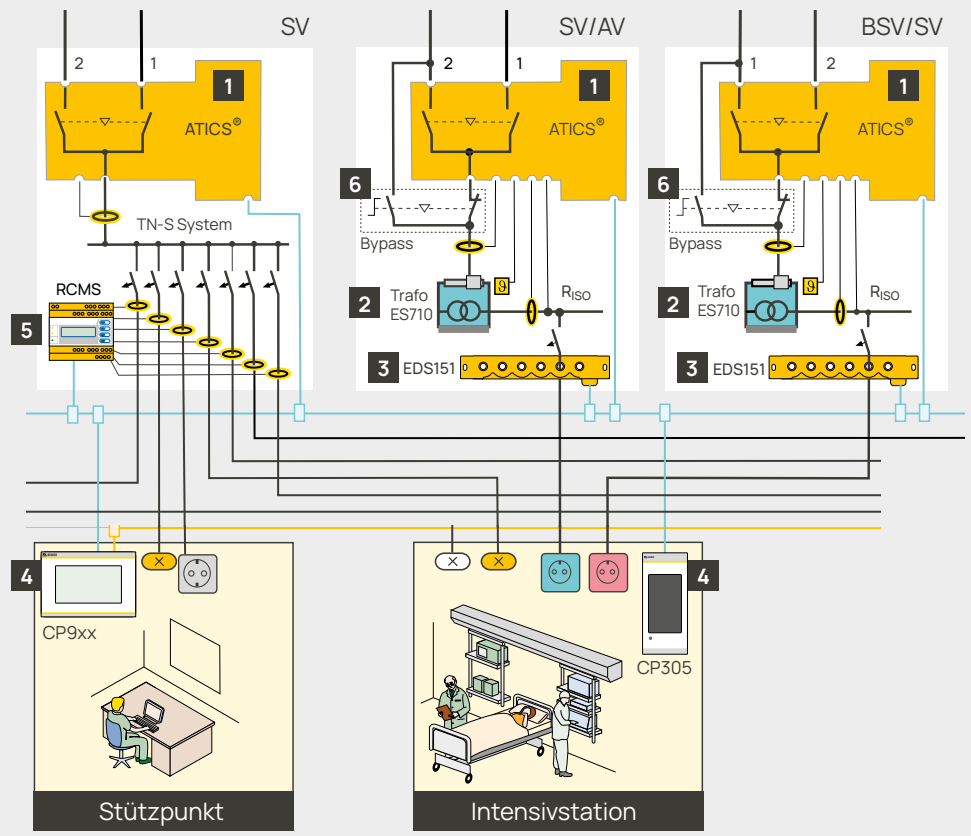 SV
2
1
1
ATICS®
TN-S System
RCMS
5
SV/AV
2
1
1
ATICS®
6
Bypass
2
Trafo
ES710
ϑ
RISO
3
EDS151
BSV/SV
1
2
1
ATICS®
6
Bypass
2
Trafo
ES710
ϑ
RISO
3
EDS151
4
CP9xx
Stützpunkt
4
CP305
Intensivstation